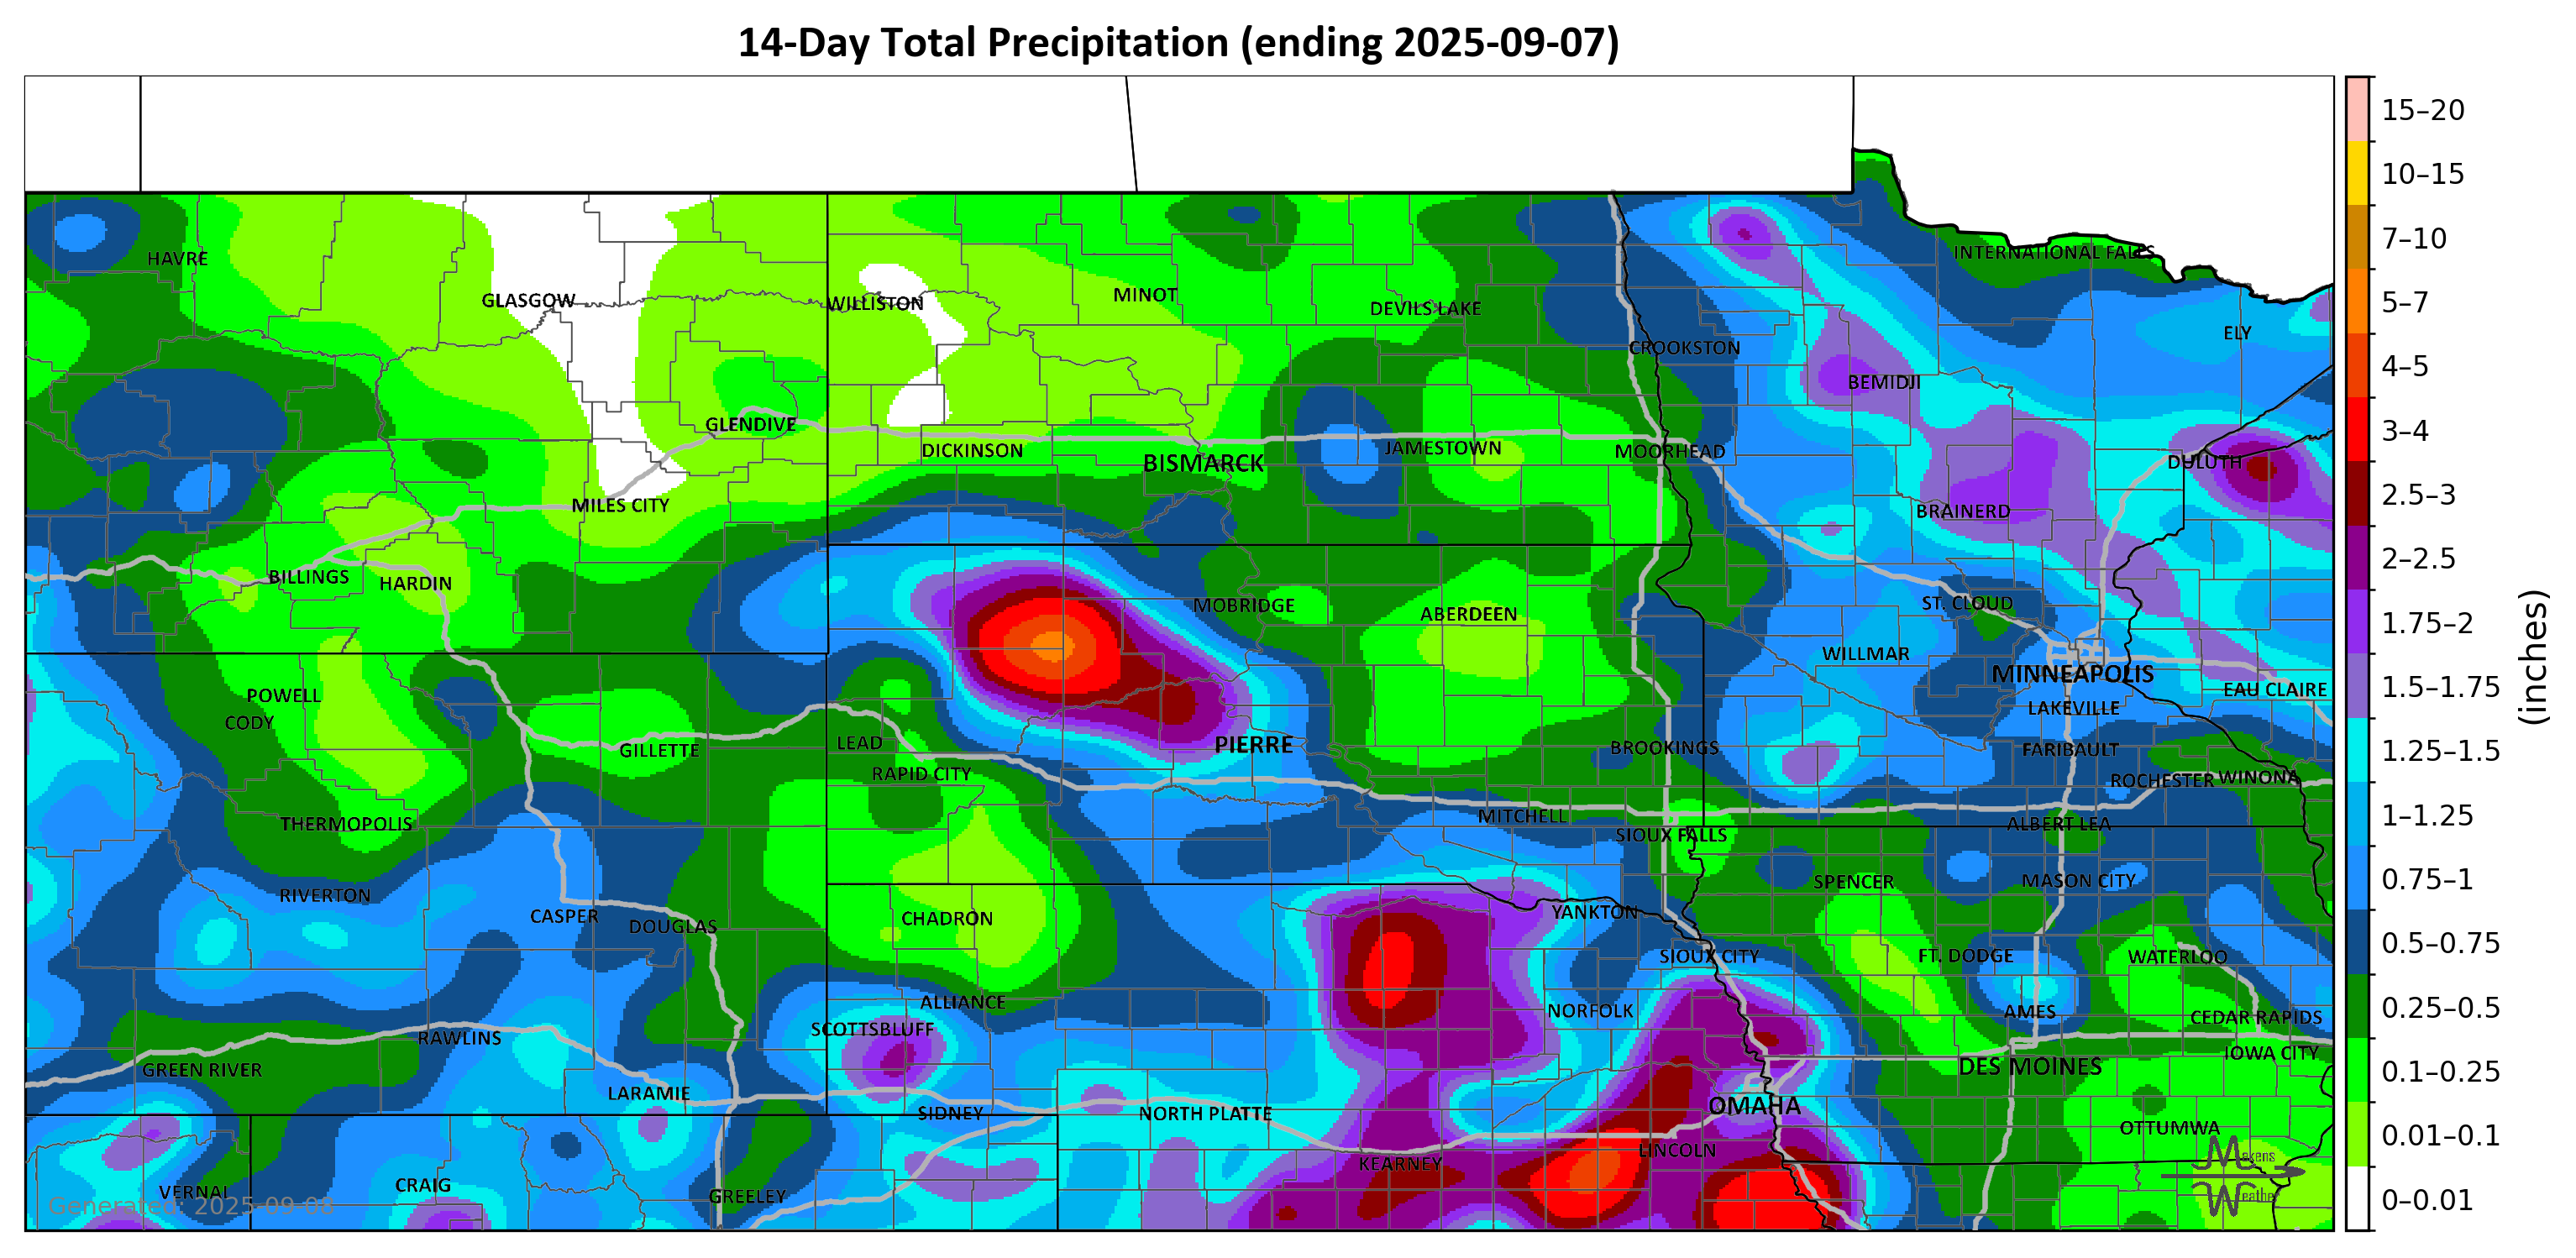 14-Day Total Precipitation (ending 2025-09-07)
15–20
10–15
7–10
5–7
4–5
3–4
2.5–3
2–2.5
1.75–2
1.5–1.75
1.25–1.5
1–1.25
0.75–1
0.5–0.75
0.25–0.5
0.1–0.25
0.01–0.1
0–0.01
(inches)
HAVRE
INTERNATIONAL FALLS
GLASGOW
WILLISTON
MINOT
DEVILS LAKE
ELY
CROOKSTON
BEMIDJI
GLENDIVE
DICKINSON
BISMARCK
JAMESTOWN
MOORHEAD
DULUTH
MILES CITY
BRAINERD
BILLINGS
HARDIN
MOBRIDGE
ABERDEEN
ST. CLOUD
WILLMAR
MINNEAPOLIS
POWELL
EAU CLAIRE
CODY
LAKEVILLE
GILLETTE
LEAD
PIERRE
BROOKINGS
FARIBAULT
RAPID CITY
ROCHESTER
WINONA
THERMOPOLIS
MITCHELL
ALBERT LEA
SIOUX FALLS
RIVERTON
SPENCER
MASON CITY
CASPER
DOUGLAS
CHADRON
YANKTON
SIOUX CITY
FT. DODGE
WATERLOO
ALLIANCE
NORFOLK
AMES
CEDAR RAPIDS
SCOTTSBLUFF
RAWLINS
IOWA CITY
GREEN RIVER
DES MOINES
LARAMIE
SIDNEY
NORTH PLATTE
OMAHA
OTTUMWA
LINCOLN
KEARNEY
VERNAL
CRAIG
GREELEY
Makens
Weather
Generated: 2025-09-08